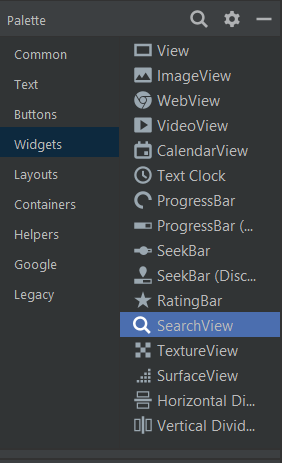 Palette
Common
Text
Buttons
Widgets
Layouts
Containers
Helpers
Google
Legacy
View
ImageView
WebView
VideoView
CalendarView
Text Clock
ProgressBar
ProgressBar (...
SeekBar
SeekBar (Disc...
RatingBar
SearchView
TextureView
SurfaceView
Horizontal Di...
Vertical Divid...